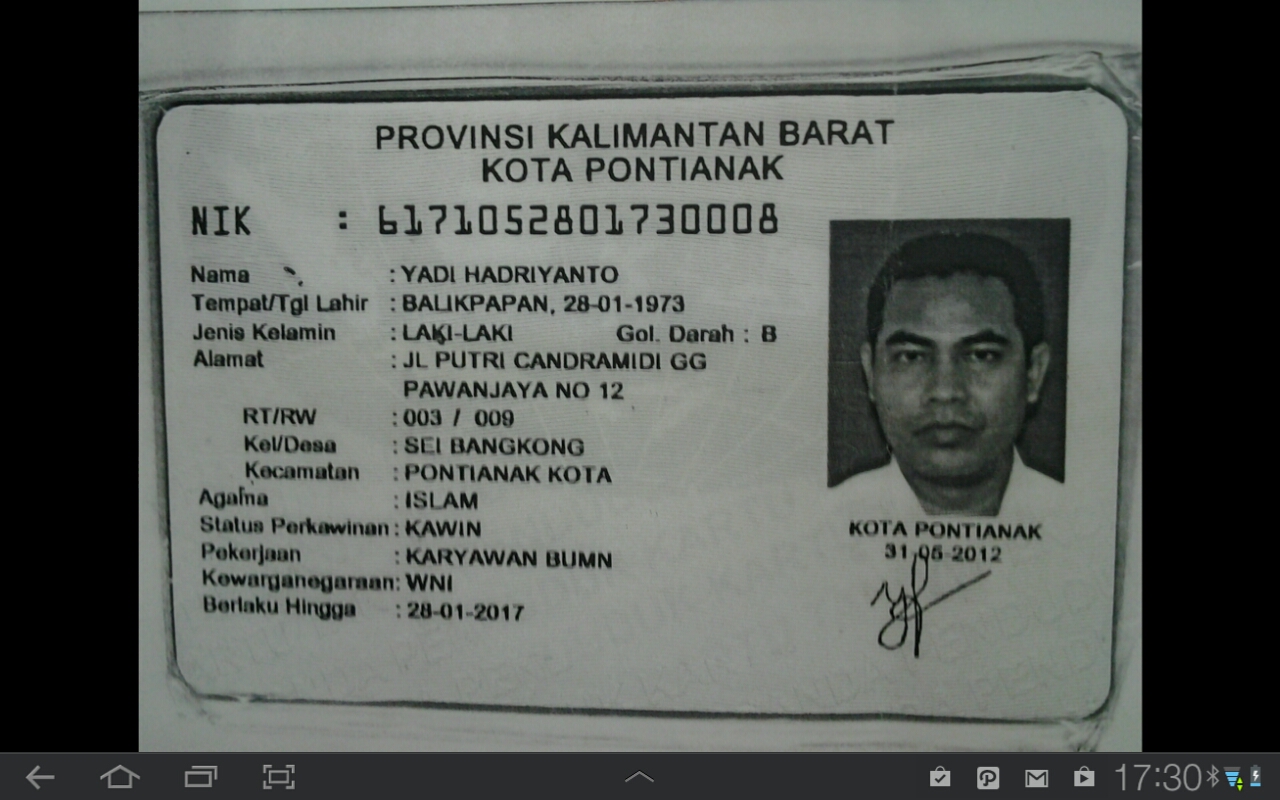 PROVINSI KALIMANTAN BARAT
KOTA PONTIANAK
NIK : 6171052801730008
Nama : YADI HADRIYANTO
Tempat/Tgl Lahir : BALIKPAPAN, 28-01-1973
Jenis Kelamin : LAKI-LAKI Gol. Darah : B
Alamat : JL PUTRI CANDRAMIDI GG
PAWANJAYA NO 12
RT/RW : 003 / 009
Kel/Desa : SEI BANGKONG
Kecamatan : PONTIANAK KOTA
Agama : ISLAM
Status Perkawinan : KAWIN
Pekerjaan : KARYAWAN BUMN
Kewarganegaraan: WNI
Berlaku Hingga : 28-01-2017
KOTA PONTIANAK
31-05-2012
17:30